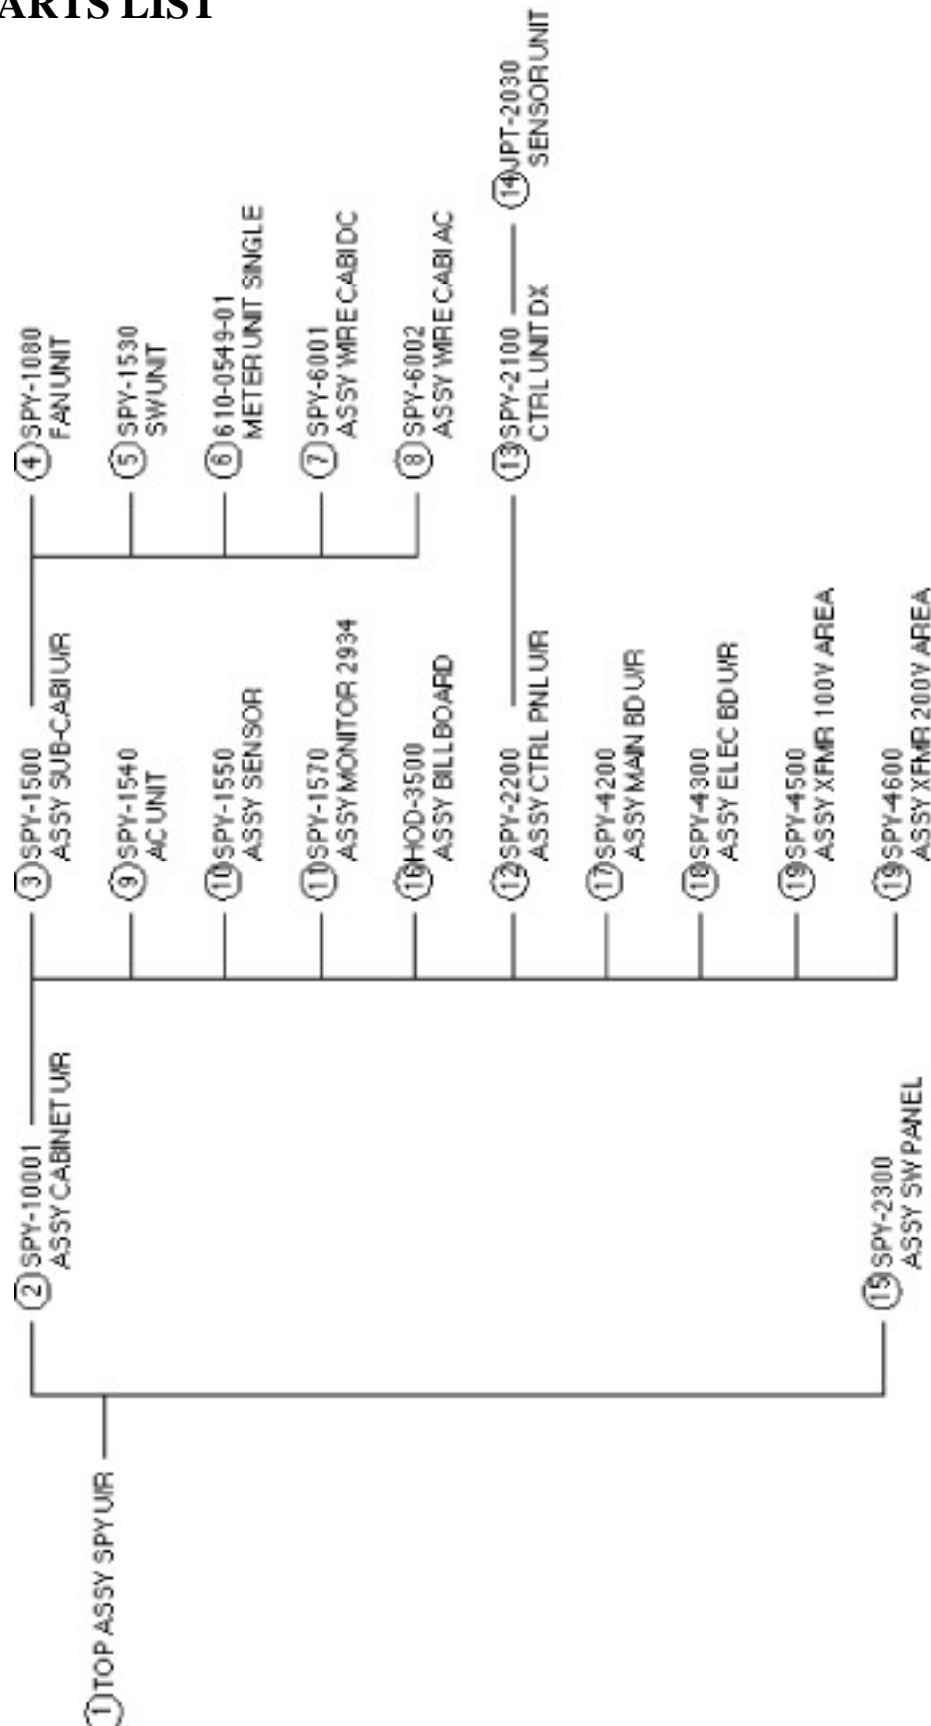 ARTS LIST
① TOP ASSY SPY U/R
② SPY-10001
ASSY CABINET U/R
③ SPY-1500
ASSY SUB-CABI U/R
④ SPY-1080
FAN UNIT
⑤ SPY-1530
SW UNIT
⑥ 610-0549-01
METER UNIT SINGLE
⑦ SPY-6001
ASSY WIRE CABI DC
⑧ SPY-6002
ASSY WIRE CABI AC
⑨ SPY-1540
AC UNIT
⑩ SPY-1550
ASSY SENSOR
⑪ SPY-1570
ASSY MONITOR 2934
⑯ HOD-3500
ASSY BILLBOARD
⑫ SPY-2200
ASSY CTRL PNL U/R
⑬ SPY-2100
CTRL UNIT DX
⑭ JPT-2030
SENSOR UNIT
⑰ SPY-4200
ASSY MAIN BD U/R
⑱ SPY-4300
ASSY ELEC BD U/R
⑲ SPY-4500
ASSY XFMR 100V AREA
⑲ SPY-4600
ASSY XFMR 200V AREA
⑮ SPY-2300
ASSY SW PANEL